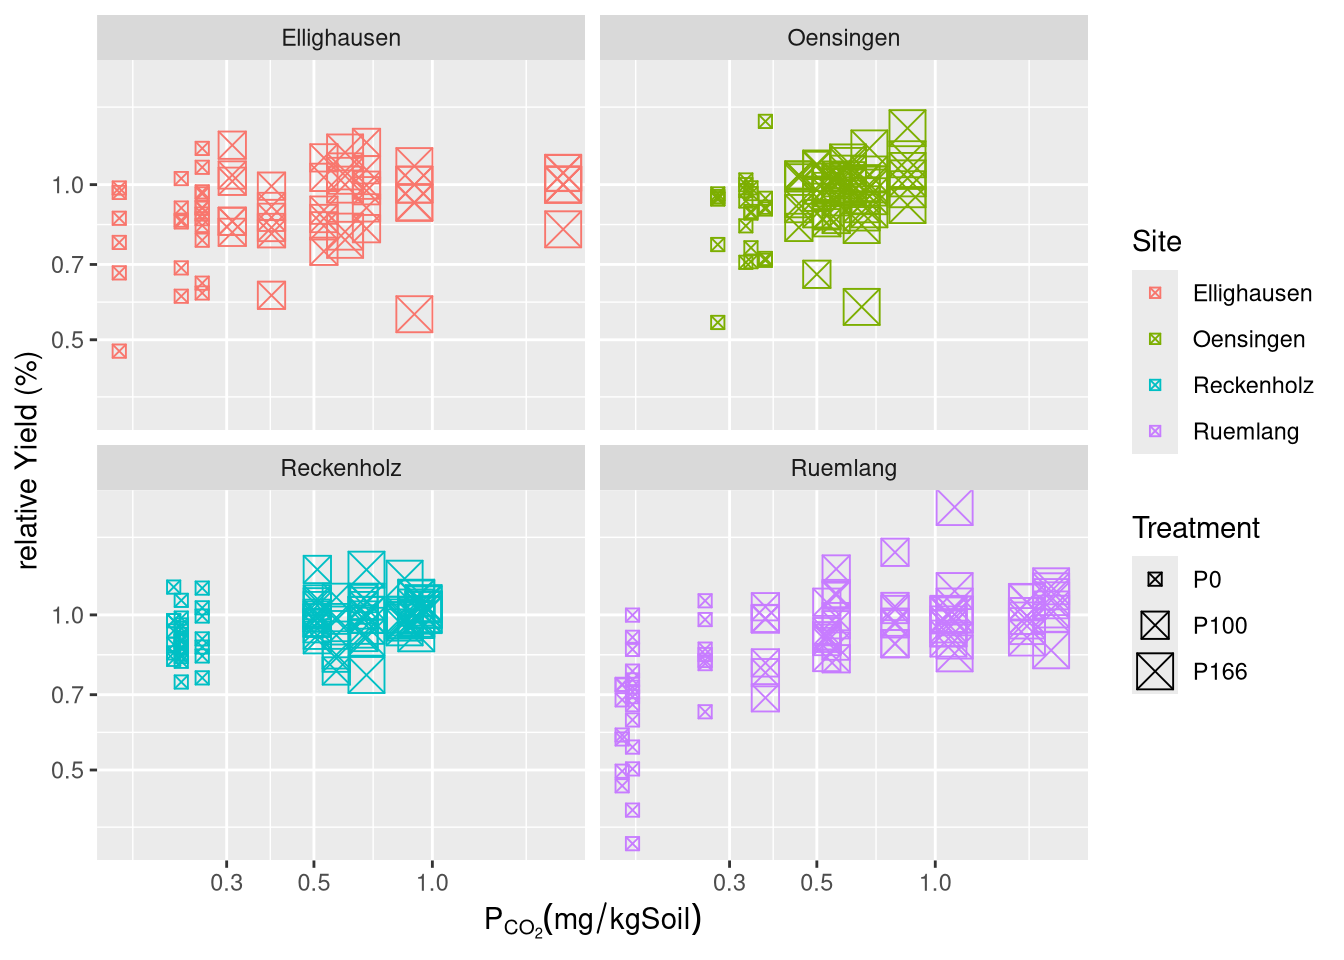 Ellighausen
Oensingen
1.0
0.7
0.5
Reckenholz
Ruemlang
1.0
0.7
0.5
0.3
0.5
1.0
0.3
0.5
1.0
relative Yield (%)
P_CO₂(mg/kgSoil)
Site
Ellighausen
Oensingen
Reckenholz
Ruemlang
Treatment
P0
P100
P166